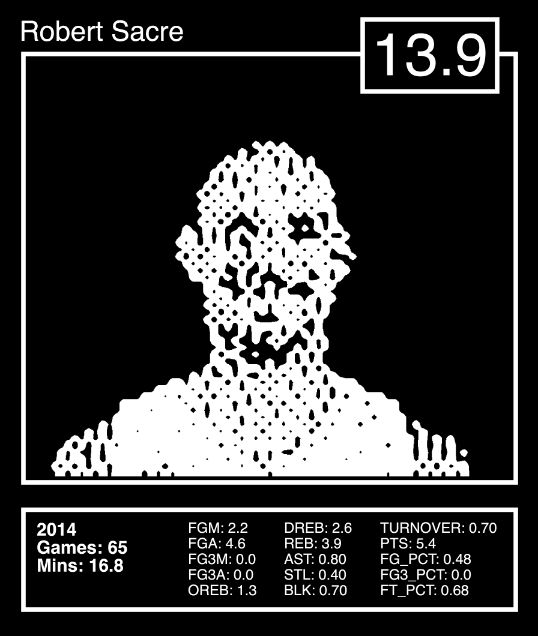 Robert Sacre
13.9
2014
Games: 65
Mins: 16.8
FGM: 2.2
FGA: 4.6
FG3M: 0.0
FG3A: 0.0
OREB: 1.3
DREB: 2.6
REB: 3.9
AST: 0.80
STL: 0.40
BLK: 0.70
TURNOVER: 0.70
PTS: 5.4
FG_PCT: 0.48
FG3_PCT: 0.0
FT_PCT: 0.68